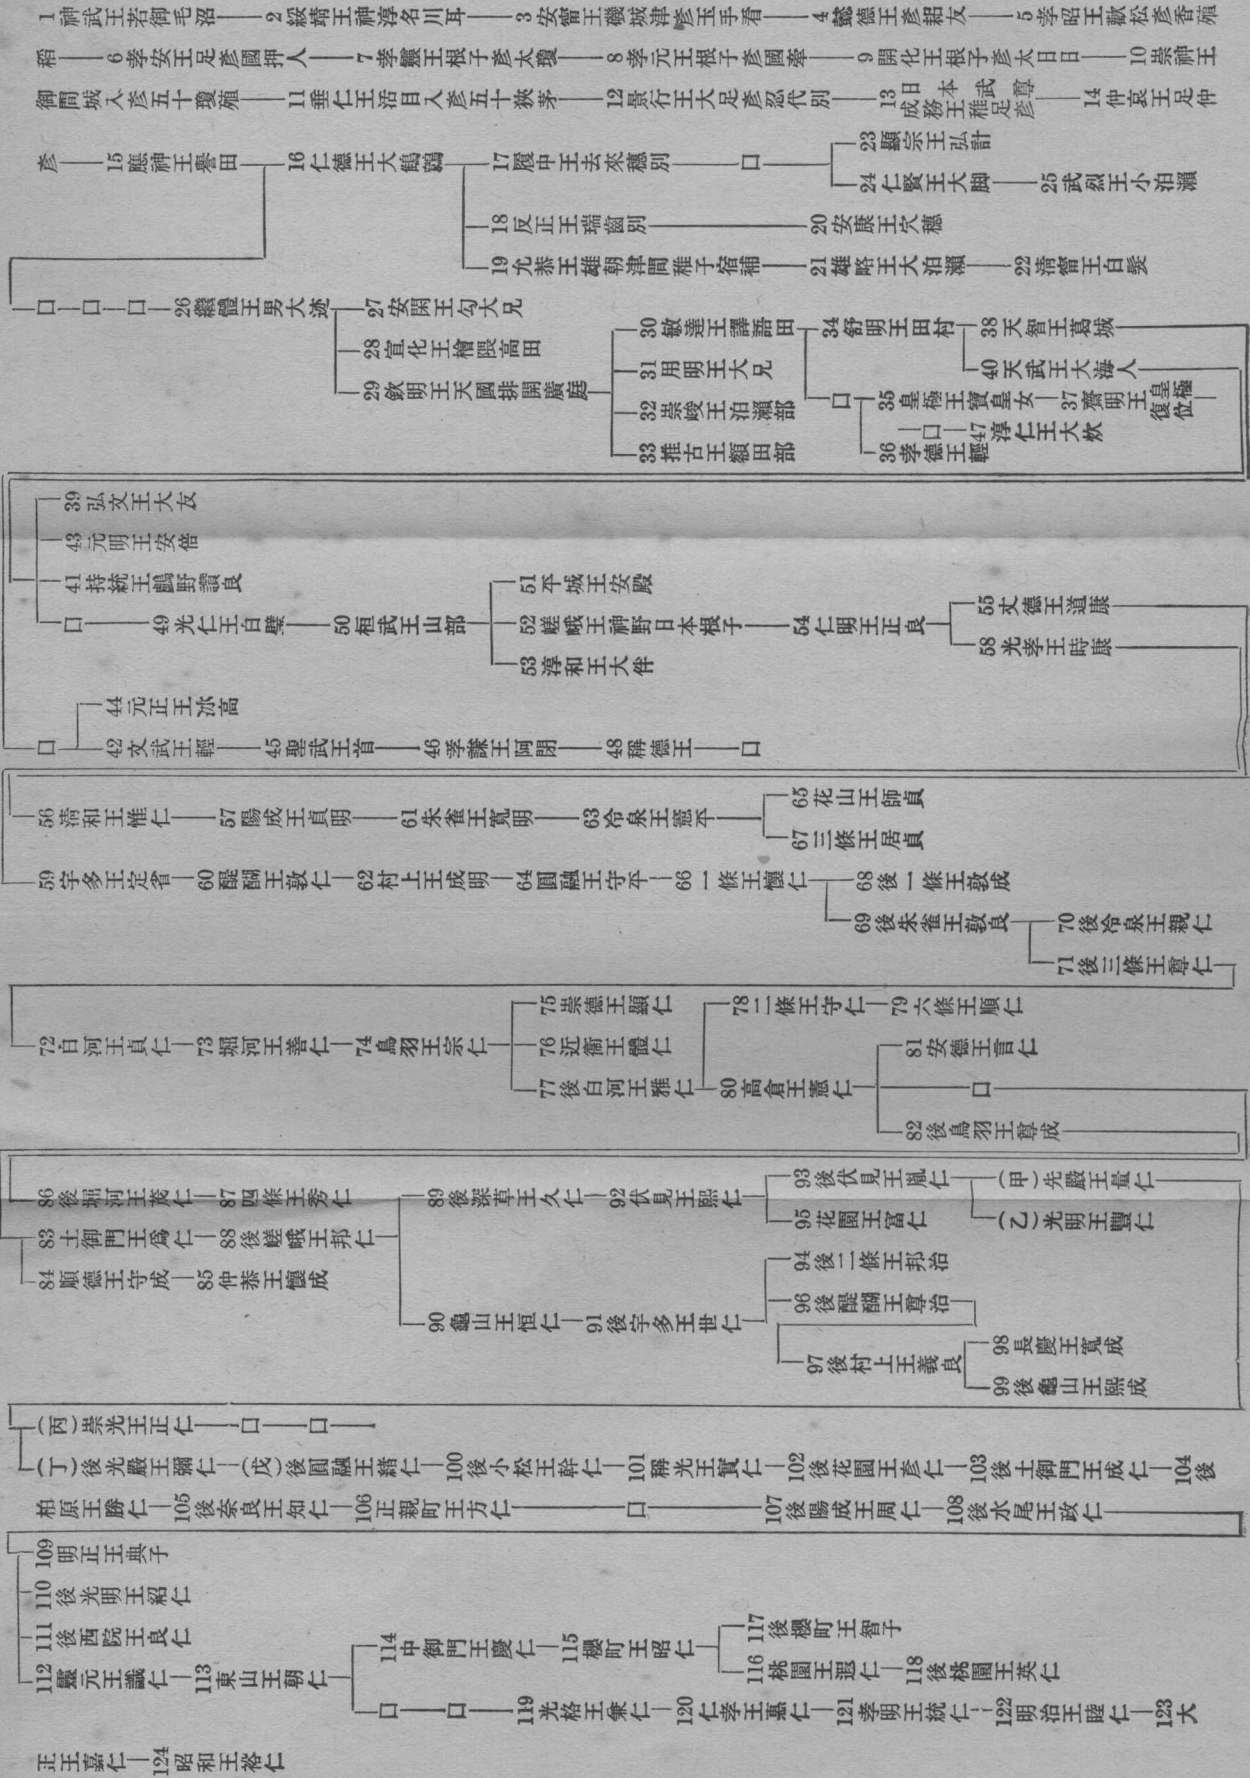 1神武王若御毛沼—2綏靖王神淳名川耳—3安甯王磯城津彥玉手看—4懿德王彥耜友—5孝昭王歡松彥香殖
稻—6孝安王足彥國押人—7孝靈王根子彥太瓊—8孝元王根子彥國牽—9開化王根子彥太日日—10崇神王
御間城入彥五十瓊殖—11垂仁王活目入彥五十狹茅—12景行王大足彥忍代別—13日本武尊成務王稚足彥—14仲哀王足仲
彥—15應神王譽田—16仁德王大鷦鷯—17履中王去來穗別—口
23顯宗王弘計
24仁賢王大脚—25武烈王小泊瀨
18反正王瑞齒別—20安康王穴穗
19允恭王雄朝津間稚子宿補—21雄略王大泊瀨—22清甯王白髮
口—口—口—26繼體王男大迹—27安閑王勾大兄
28宣化王檜隈高田
29欽明王天國排開廣庭
30敏達王譯語田—34舒明王田村—38天智王葛城
40天武王大海人
31用明王大兄
32崇峻王泊瀨部
33推古王額田部
口—35皇極王寶皇女—37齊明王皇極復位
口—47淳仁王大炊
36孝德王輕
39弘文王大友
43元明王安倍
41持統王鸕野讚良
口—49光仁王白壁—50桓武王山部
51平城王安殿
52嵯峨王神野日本根子—54仁明王正良
53淳和王大伴
55文德王道康
58光孝王時康
44元正王冰高
口—42文武王輕—45聖武王首—46孝謙王阿閉—48稱德王—口
56清和王惟仁—57陽成王貞明—61朱雀王寬明—63冷泉王憲平
65花山王師貞
67三條王居貞
59宇多王定省—60醍醐王敦仁—62村上王成明—64圓融王守平—66一條王懷仁—68後一條王敦成
69後朱雀王敦良—70後冷泉王親仁
71後三條王尊仁
72白河王貞仁—73堀河王善仁—74鳥羽王宗仁
75崇德王顯仁
76近衞王體仁
77後白河王雅仁
78二條王守仁—79六條王順仁
80高倉王憲仁
81安德王言仁
口
82後鳥羽王尊成
86後堀河王茂仁—87四條王秀仁
83土御門王爲仁—88後嵯峨王邦仁
84順德王守成—85仲恭王懷成
89後深草王久仁—92伏見王熙仁
93後伏見王胤仁
95花園王富仁
(甲)先嚴王量仁
(乙)光明王豐仁
90龜山王恒仁—91後宇多王世仁
94後二條王邦治
96後醍醐王尊治
97後村上王義良
98長慶王寬成
99後龜山王熙成
(丙)崇光王正仁—口—口
(丁)後光嚴王彌仁—(戊)後圓融王緒仁—100後小松王幹仁—101稱光王實仁—102後花園王彥仁—103後土御門王成仁—104後
柏原王勝仁—105後奈良王知仁—106正親町王方仁—口—107後陽成王周仁—108後水尾王政仁
109明正王典子
110後光明王紹仁
111後西院王良仁
112靈元王識仁—113東山王朝仁
114中御門王慶仁—115櫻町王昭仁
117後櫻町王智子
116桃園王遐仁—118後桃園王英仁
口—口—119光格王兼仁—120仁孝王惠仁—121孝明王統仁—122明治王陸仁—123大
正王嘉仁—124昭和王裕仁